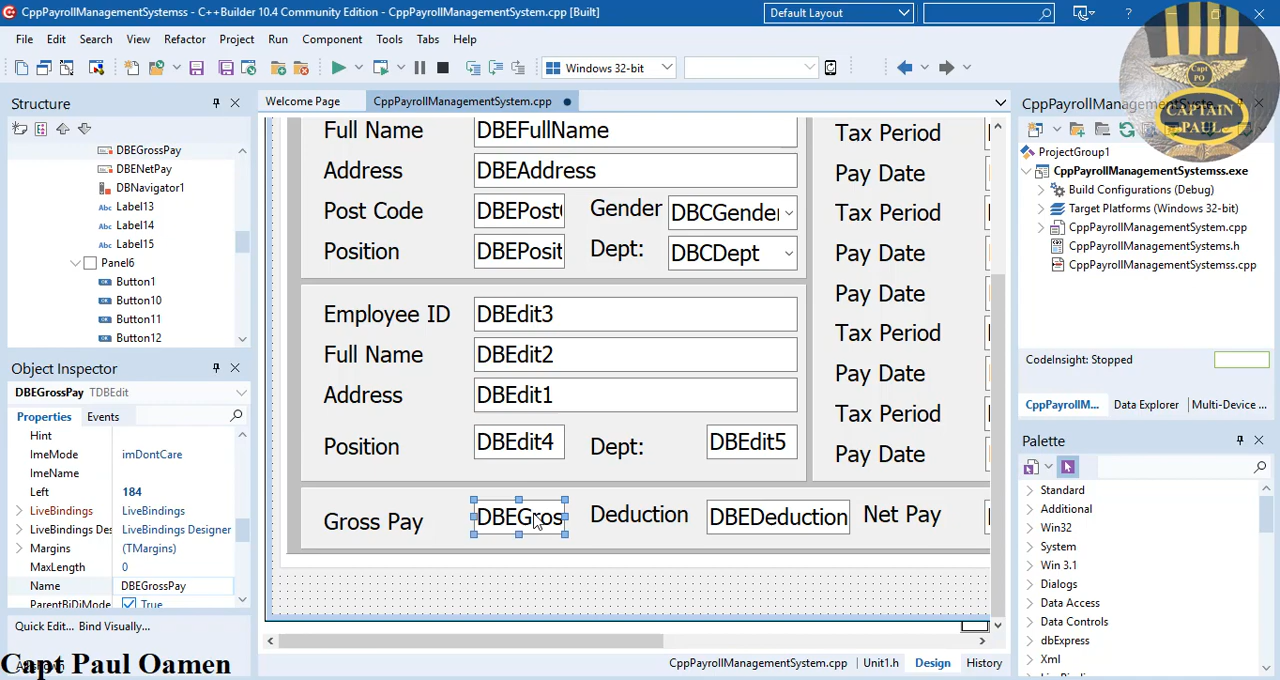 CppPayrollManagementSystemss - C++Builder 10.4 Community Edition - CppPayrollManagementSystem.cpp [Built]
Default Layout
File Edit Search View Refactor Project Run Component Tools Tabs Help
Windows 32-bit
Structure
DBEGrossPay
DBENetPay
DBNavigator1
Label13
Label14
Label15
Panel6
Button1
Button10
Button11
Button12
Object Inspector
DBEGrossPay TDBEdit
Properties Events
Hint
ImeMode imDontCare
ImeName
Left 184
LiveBindings LiveBindings
LiveBindings Des LiveBindings Designer
Margins (TMargins)
MaxLength 0
Name DBEGrossPay
ParentBiDiMode True
Quick Edit... Bind Visually...
Capt Paul Oamen
Welcome Page CppPayrollManagementSystem.cpp
Full Name DBEFullName
Address DBEAddress
Post Code DBEPost Gender DBCGender
Position DBEPosit Dept: DBCDept
Employee ID DBEdit3
Full Name DBEdit2
Address DBEdit1
Position DBEdit4 Dept: DBEdit5
Gross Pay DBEGros Deduction DBEDeduction Net Pay
Tax Period
Pay Date
Tax Period
Pay Date
Pay Date
Tax Period
Pay Date
Tax Period
Pay Date
CppPayrollManagementSystem.cpp Unit1.h Design History
CppPayrollManagementSyste...
Capt
PO
CAPTAIN
PAUL
ProjectGroup1
CppPayrollManagementSystemss.exe
Build Configurations (Debug)
Target Platforms (Windows 32-bit)
CppPayrollManagementSystem.cpp
CppPayrollManagementSystems.h
CppPayrollManagementSystemss.cpp
CodeInsight: Stopped
CppPayrollM... Data Explorer Multi-Device ...
Palette
Standard
Additional
Win32
System
Win 3.1
Dialogs
Data Access
Data Controls
dbExpress
Xml